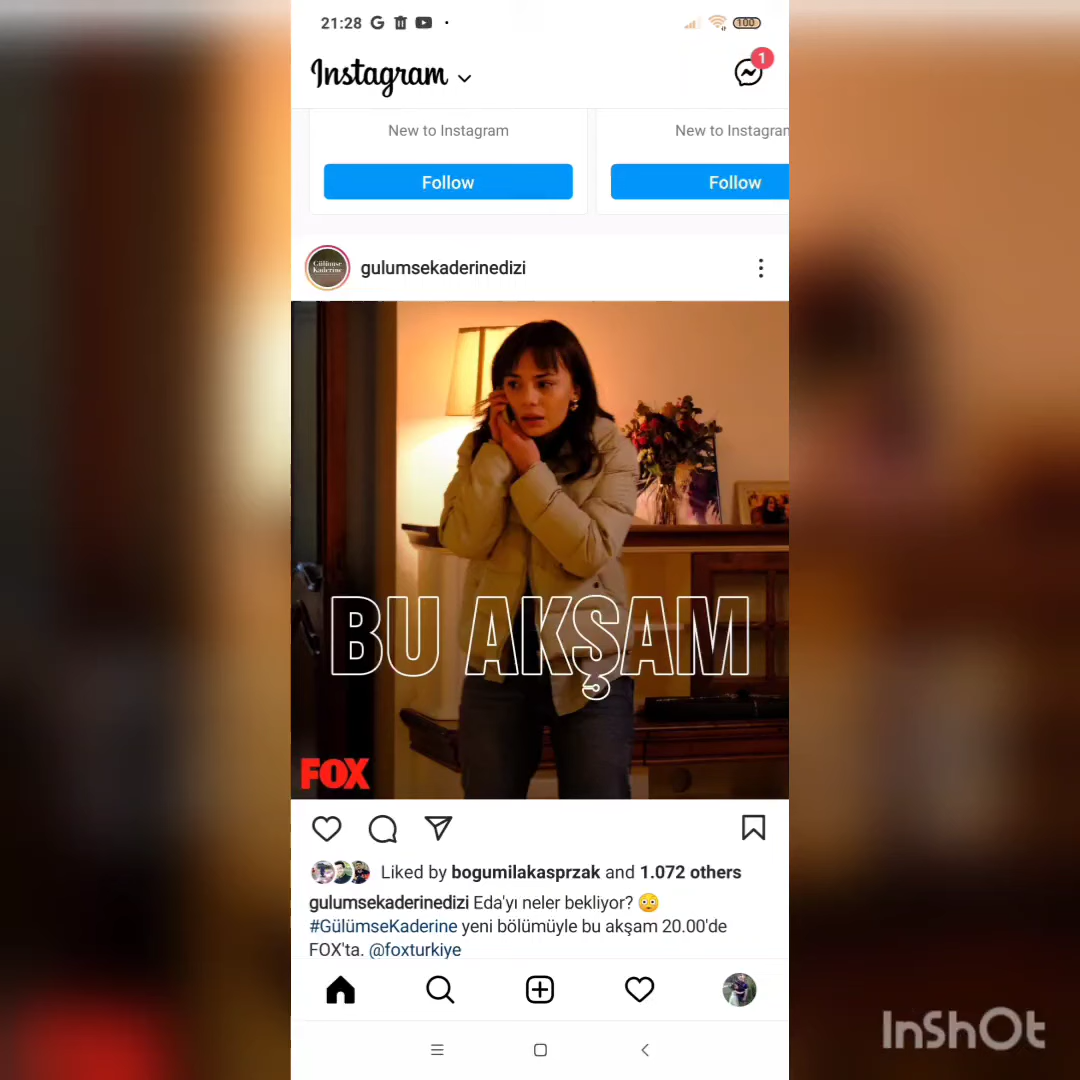 21:28
100
Instagram
1
New to Instagram
New to Instagram
Follow
Follow
Gülümse
Kaderine
gulumsekaderinedizi
BU AKŞAM
FOX
Liked by bogumilakasprzak and 1.072 others
gulumsekaderinedizi Eda'yı neler bekliyor? 😳
#GülümseKaderine yeni bölümüyle bu akşam 20.00'de
FOX'ta. @foxturkiye
InShOt